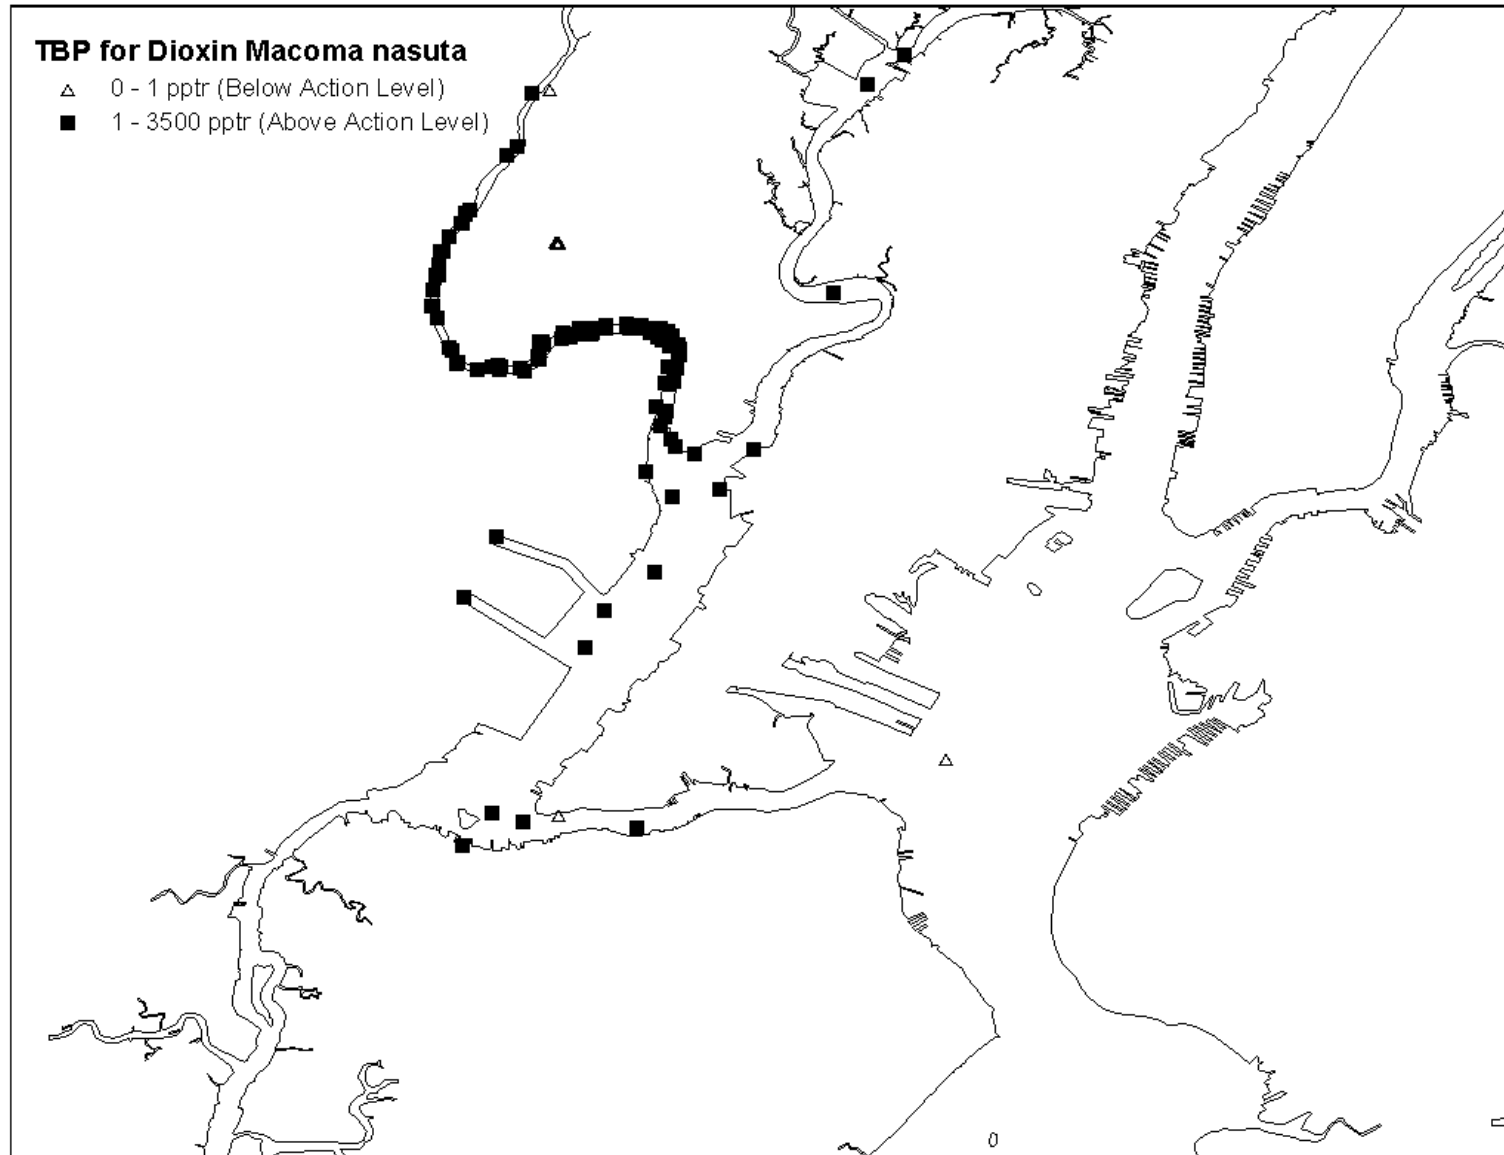 TBP for Dioxin Macoma nasuta
0 - 1 pptr (Below Action Level)
1 - 3500 pptr (Above Action Level)